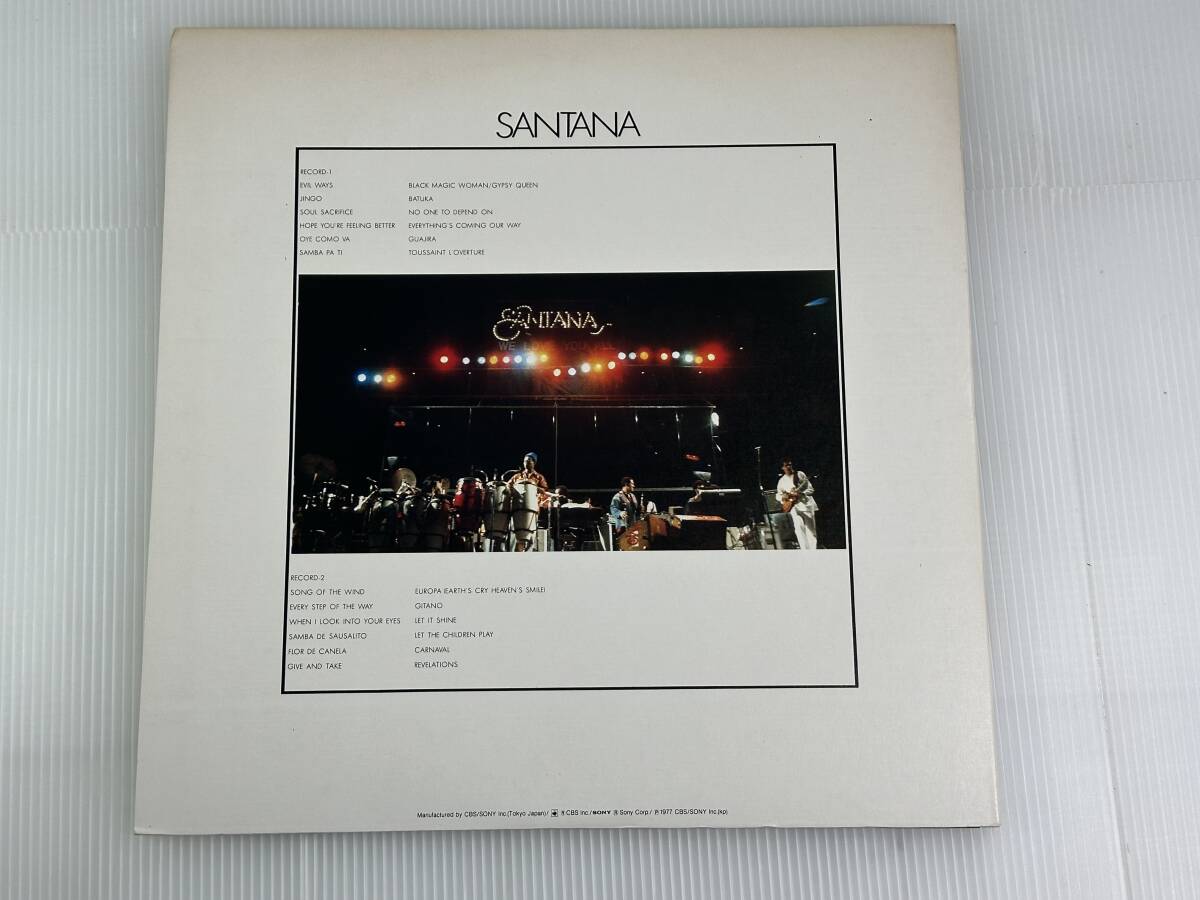 SANTANA
RECORD-1
EVIL WAYS BLACK MAGIC WOMAN/GYPSY QUEEN
JINGO BATUKA
SOUL SACRIFICE NO ONE TO DEPEND ON
HOPE YOU'RE FEELING BETTER EVERYTHING'S COMING OUR WAY
OYE COMO VA GUAJIRA
SAMBA PA TI TOUSSAINT L'OVERTURE
SANTANA
WE LOVE YOU ALL
RECORD-2
SONG OF THE WIND EUROPA (EARTH'S CRY HEAVEN'S SMILE)
EVERY STEP OF THE WAY GITANO
WHEN I LOOK INTO YOUR EYES LET IT SHINE
SAMBA DE SAUSALITO LET THE CHILDREN PLAY
FLOR DE CANELA CARNAVAL
GIVE AND TAKE REVELATIONS
Manufactured by CBS/SONY Inc.(Tokyo Japan)/ ® CBS Inc./SONY ® Sony Corp./ ℗ 1977 CBS/SONY Inc.(kp)